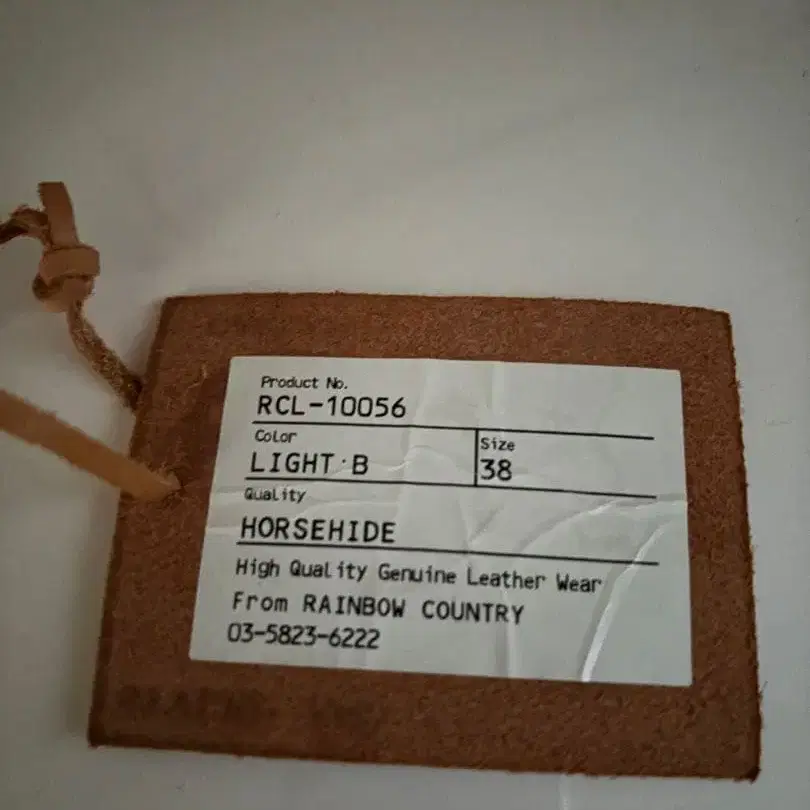 Product No.
RCL-10056
Color
LIGHT·B
Size
38
Quality
HORSEHIDE
High Quality Genuine Leather Wear
From RAINBOW COUNTRY
03-5823-6222